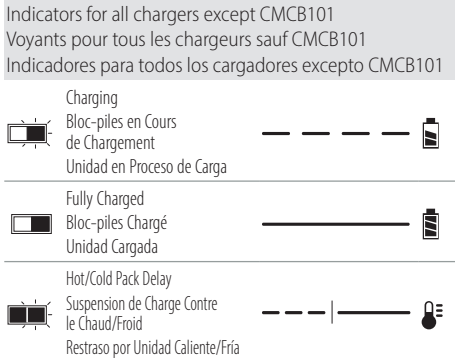 Indicators for all chargers except CMCB101
Voyants pour tous les chargeurs sauf CMCB101
Indicadores para todos los cargadores excepto CMCB101
Charging
Bloc-piles en Cours
de Chargement
Unidad en Proceso de Carga
Fully Charged
Bloc-piles Chargé
Unidad Cargada
Hot/Cold Pack Delay
Suspension de Charge Contre
le Chaud/Froid
Restraso por Unidad Caliente/Fría